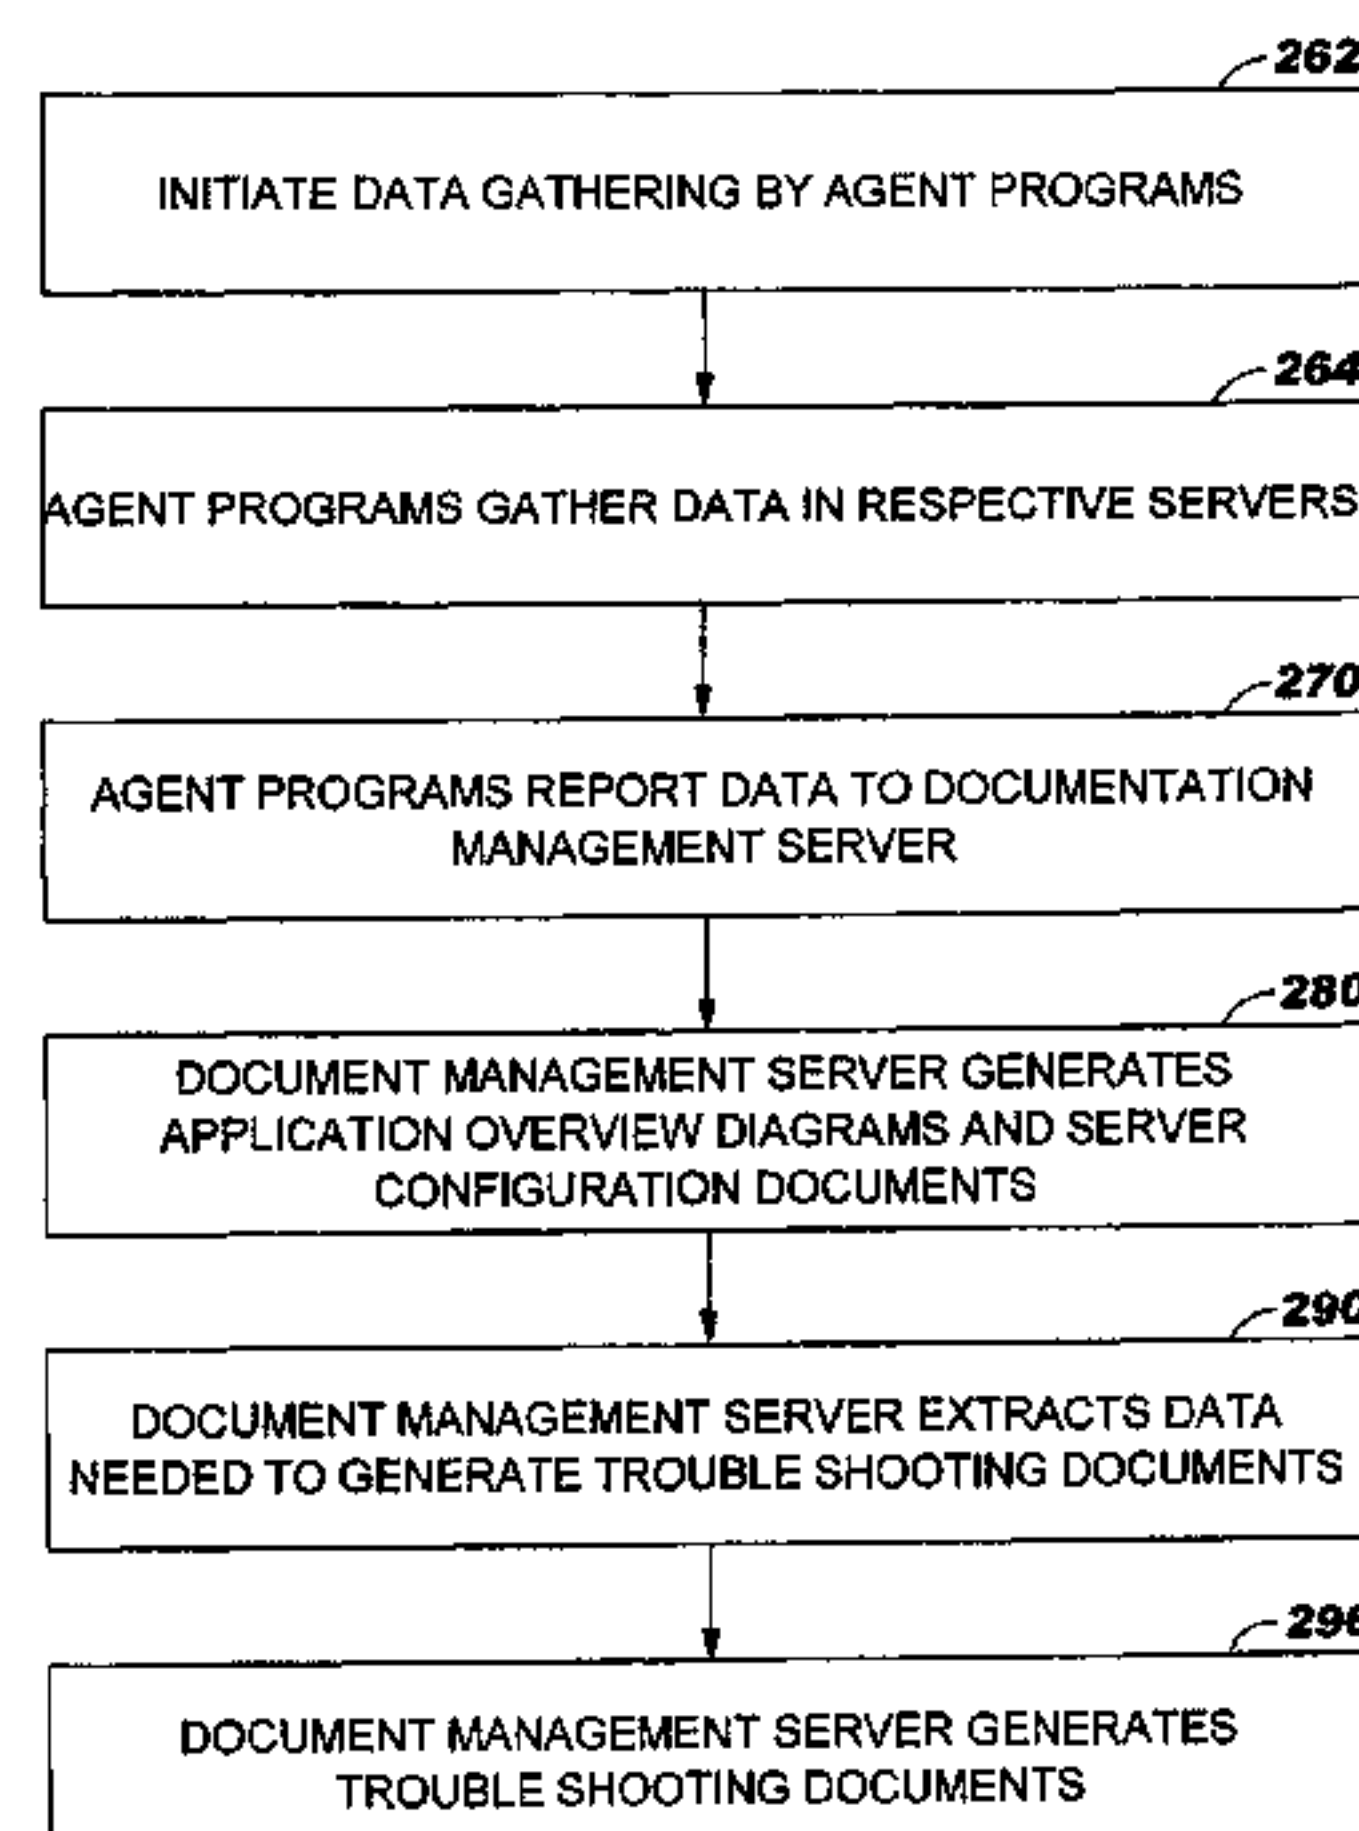 262
INITIATE DATA GATHERING BY AGENT PROGRAMS
264
AGENT PROGRAMS GATHER DATA IN RESPECTIVE SERVERS
270
AGENT PROGRAMS REPORT DATA TO DOCUMENTATION
MANAGEMENT SERVER
280
DOCUMENT MANAGEMENT SERVER GENERATES
APPLICATION OVERVIEW DIAGRAMS AND SERVER
CONFIGURATION DOCUMENTS
290
DOCUMENT MANAGEMENT SERVER EXTRACTS DATA
NEEDED TO GENERATE TROUBLE SHOOTING DOCUMENTS
296
DOCUMENT MANAGEMENT SERVER GENERATES
TROUBLE SHOOTING DOCUMENTS